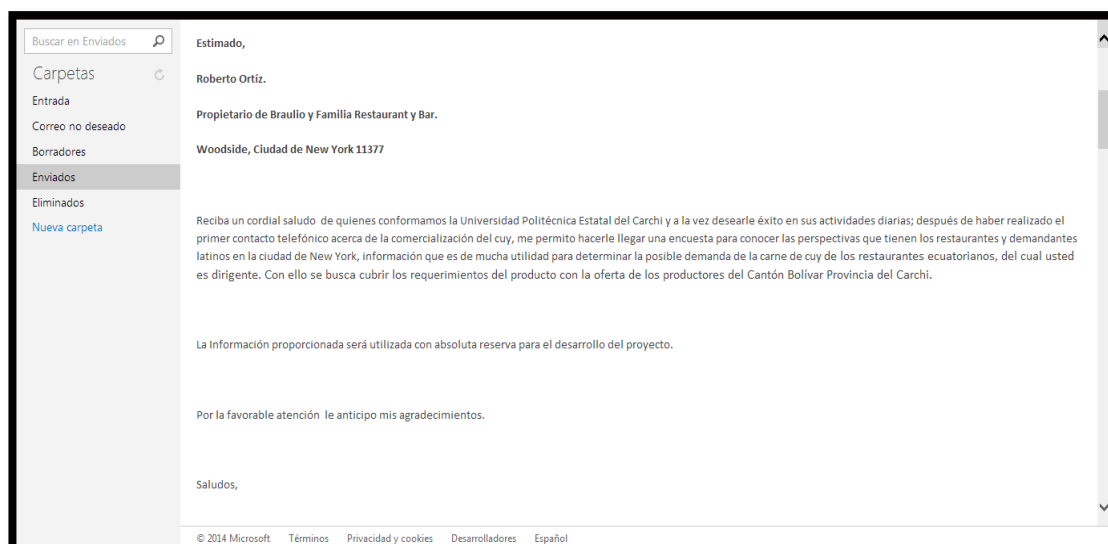 Buscar en Enviados
Carpetas
Entrada
Correo no deseado
Borradores
Enviados
Eliminados
Nueva carpeta
Estimado,
Roberto Ortíz.
Propietario de Braulio y Familia Restaurant y Bar.
Woodside, Ciudad de New York 11377
Reciba un cordial saludo de quienes conformamos la Universidad Politécnica Estatal del Carchi y a la vez desearle éxito en sus actividades diarias; después de haber realizado el
primer contacto telefónico acerca de la comercialización del cuy, me permito hacerle llegar una encuesta para conocer las perspectivas que tienen los restaurantes y demandantes
latinos en la ciudad de New York, información que es de mucha utilidad para determinar la posible demanda de la carne de cuy de los restaurantes ecuatorianos, del cual usted
es dirigente. Con ello se busca cubrir los requerimientos del producto con la oferta de los productores del Cantón Bolívar Provincia del Carchi.
La Información proporcionada será utilizada con absoluta reserva para el desarrollo del proyecto.
Por la favorable atención le anticipo mis agradecimientos.
Saludos,
© 2014 Microsoft Términos Privacidad y cookies Desarrolladores Español